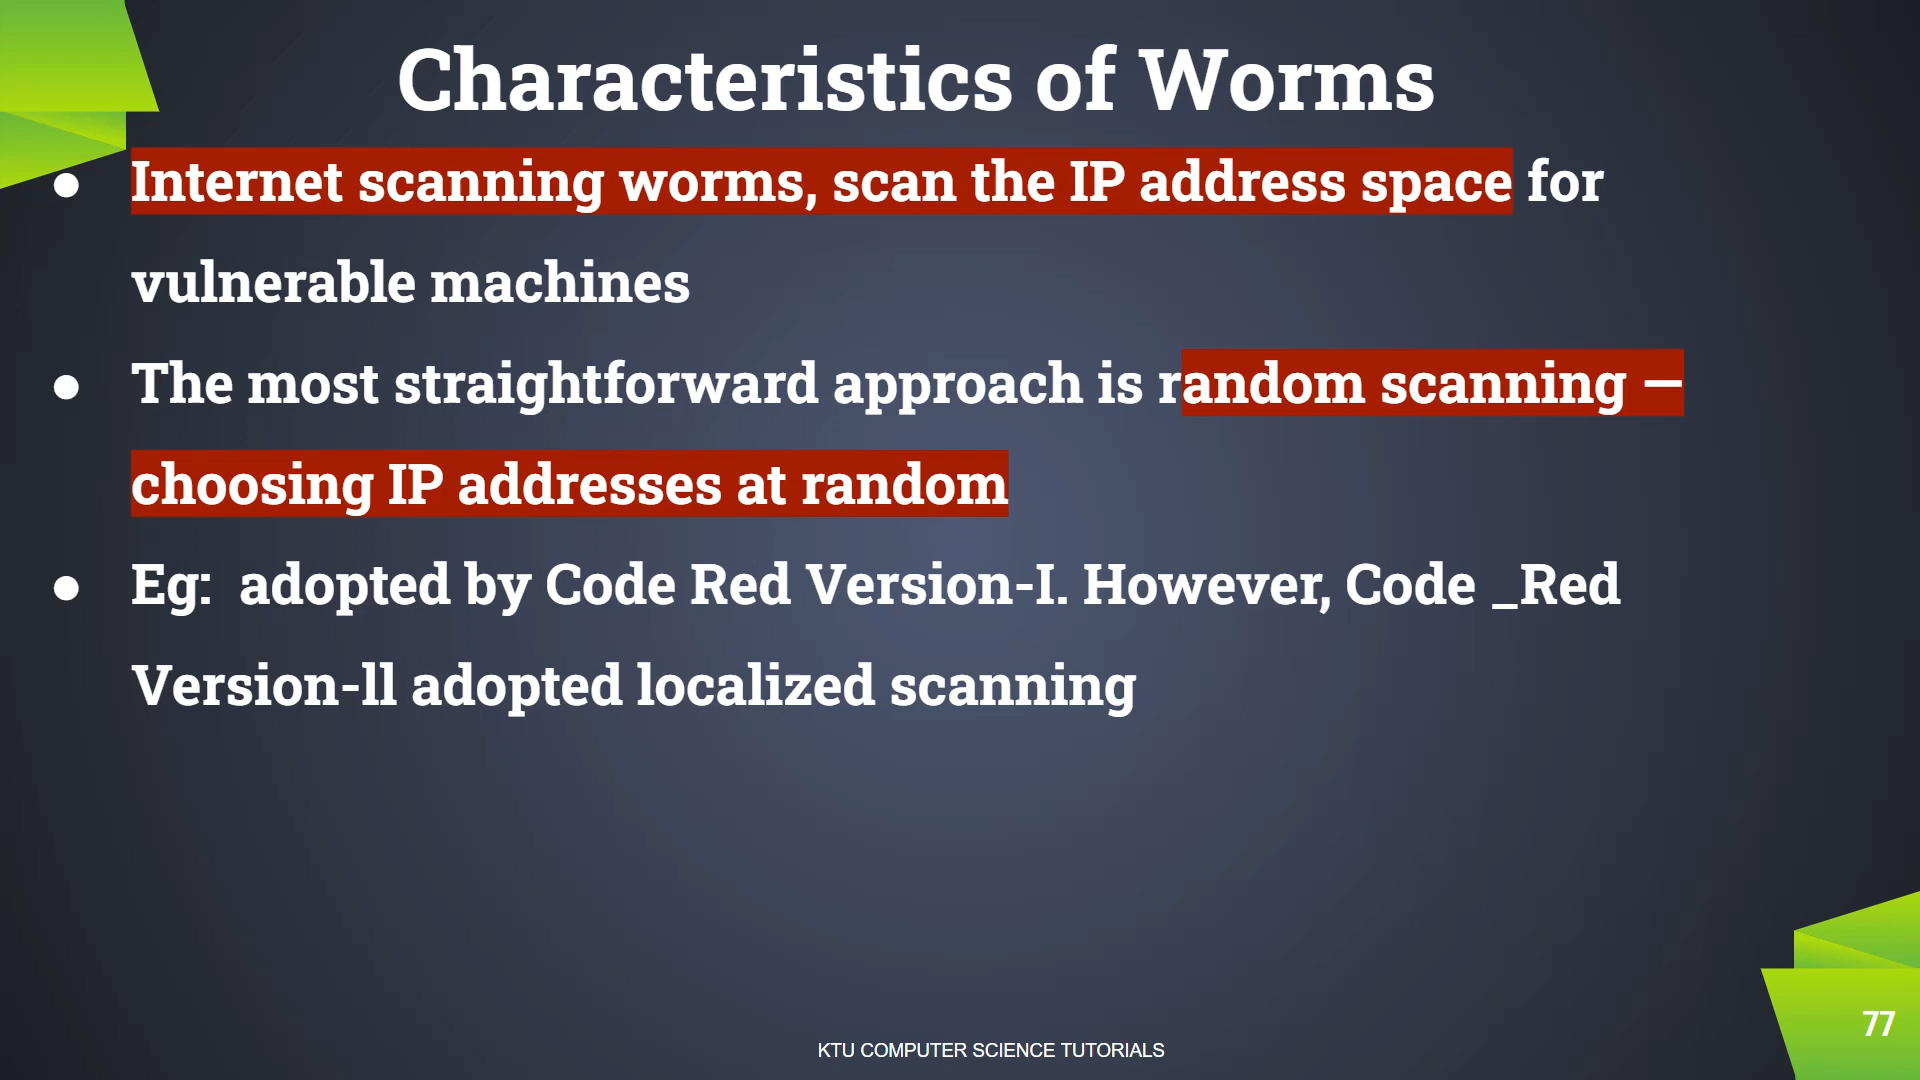 Characteristics of Worms
● Internet scanning worms, scan the IP address space for
vulnerable machines
● The most straightforward approach is random scanning —
choosing IP addresses at random
● Eg:  adopted by Code Red Version-I. However, Code _Red
Version-ll adopted localized scanning
77
KTU COMPUTER SCIENCE TUTORIALS